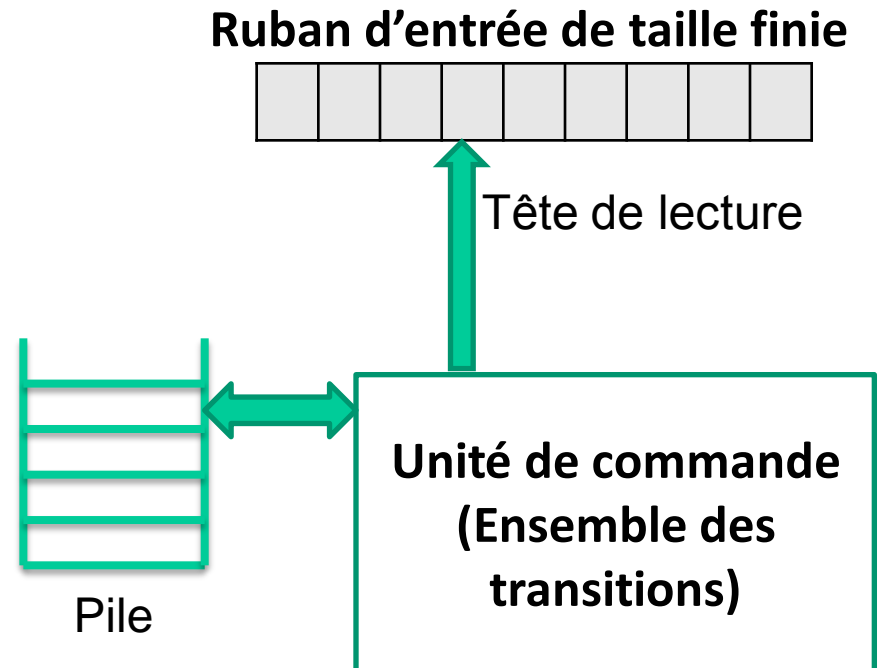 Ruban d’entrée de taille finie
Tête de lecture
Unité de commande
(Ensemble des
transitions)
Pile